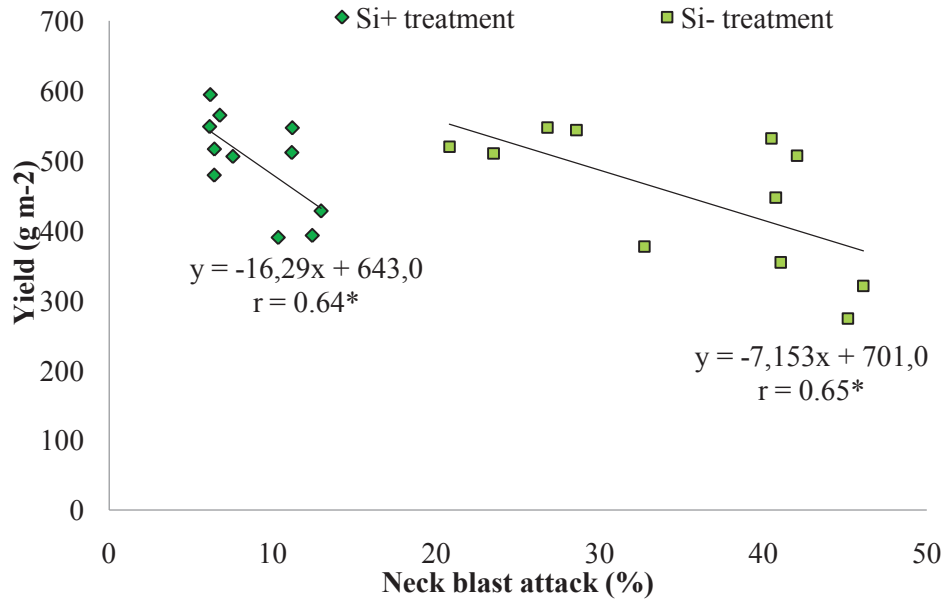 Si+ treatment
Si- treatment
700
600
500
400
300
200
100
0
Yield (g m-2)
y = -16,29x + 643,0
r = 0.64*
y = -7,153x + 701,0
r = 0.65*
0 10 20 30 40 50
Neck blast attack (%)